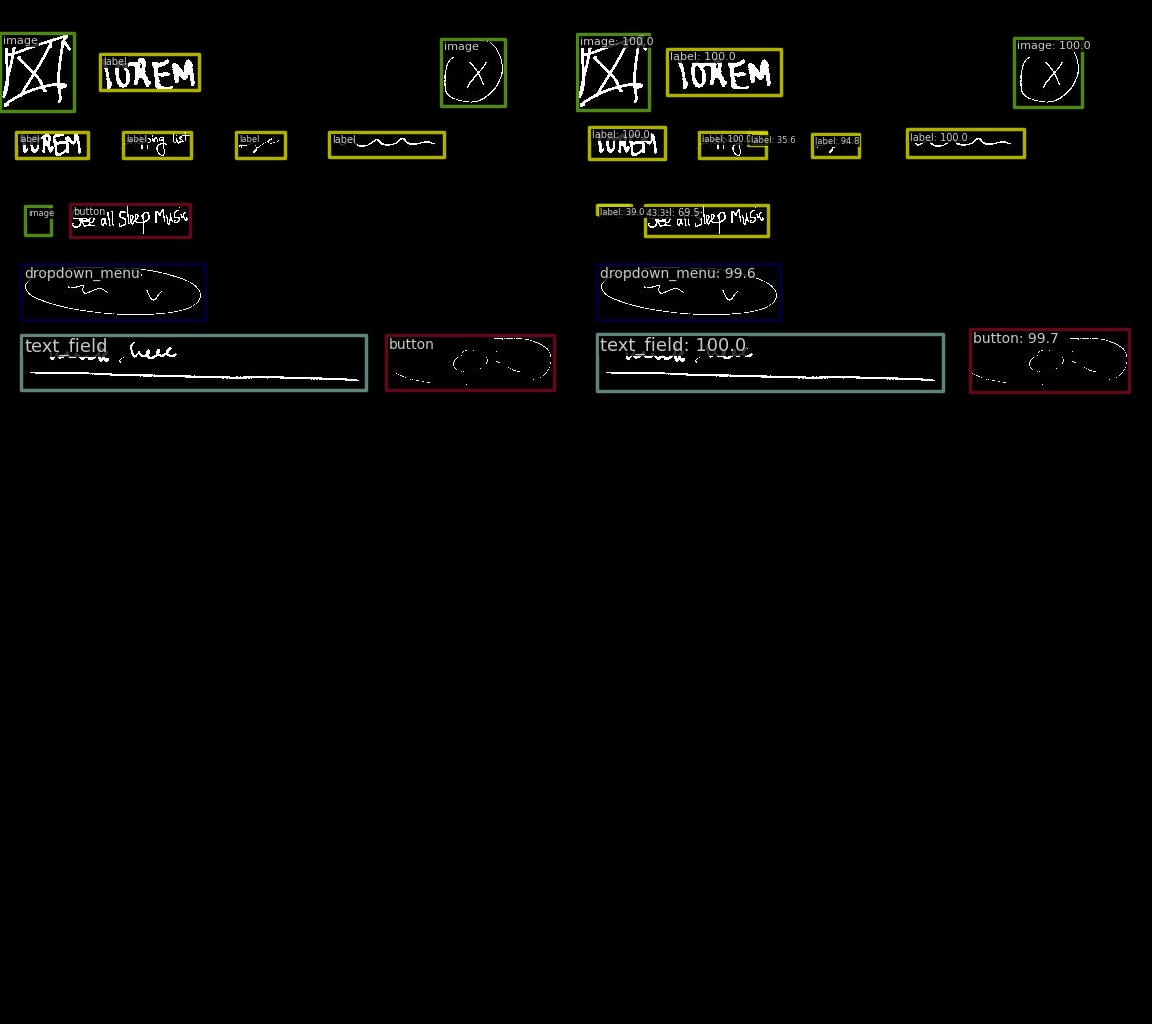 image image image: 100.0 image: 100.0
label label: 100.0
lOREM lOREM
label label label label label: 100.0 label: 100.0 label: 35.6 label: 94.8 label: 100.0
lOREM list lOREM
image button label: 39.0 43.3 69.5
See all Sleep Music See all Sleep Music
dropdown_menu dropdown_menu: 99.6
text_field button text_field: 100.0 button: 99.7
here